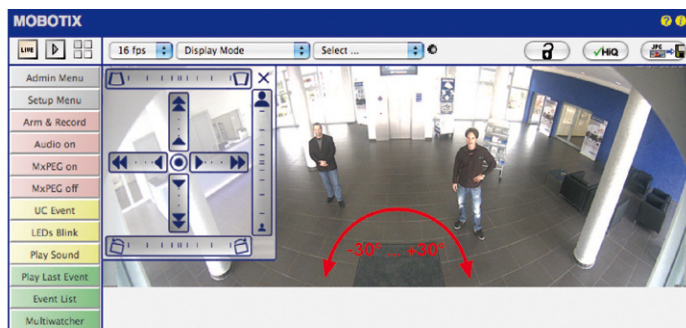 MOBOTIX
LIVE
16 fps
Display Mode
Select ...
HiQ
JPE
Admin Menu
Setup Menu
Arm & Record
Audio on
MxPEG on
MxPEG off
UC Event
LEDs Blink
Play Sound
Play Last Event
Event List
Multiwatcher
-30° ... +30°